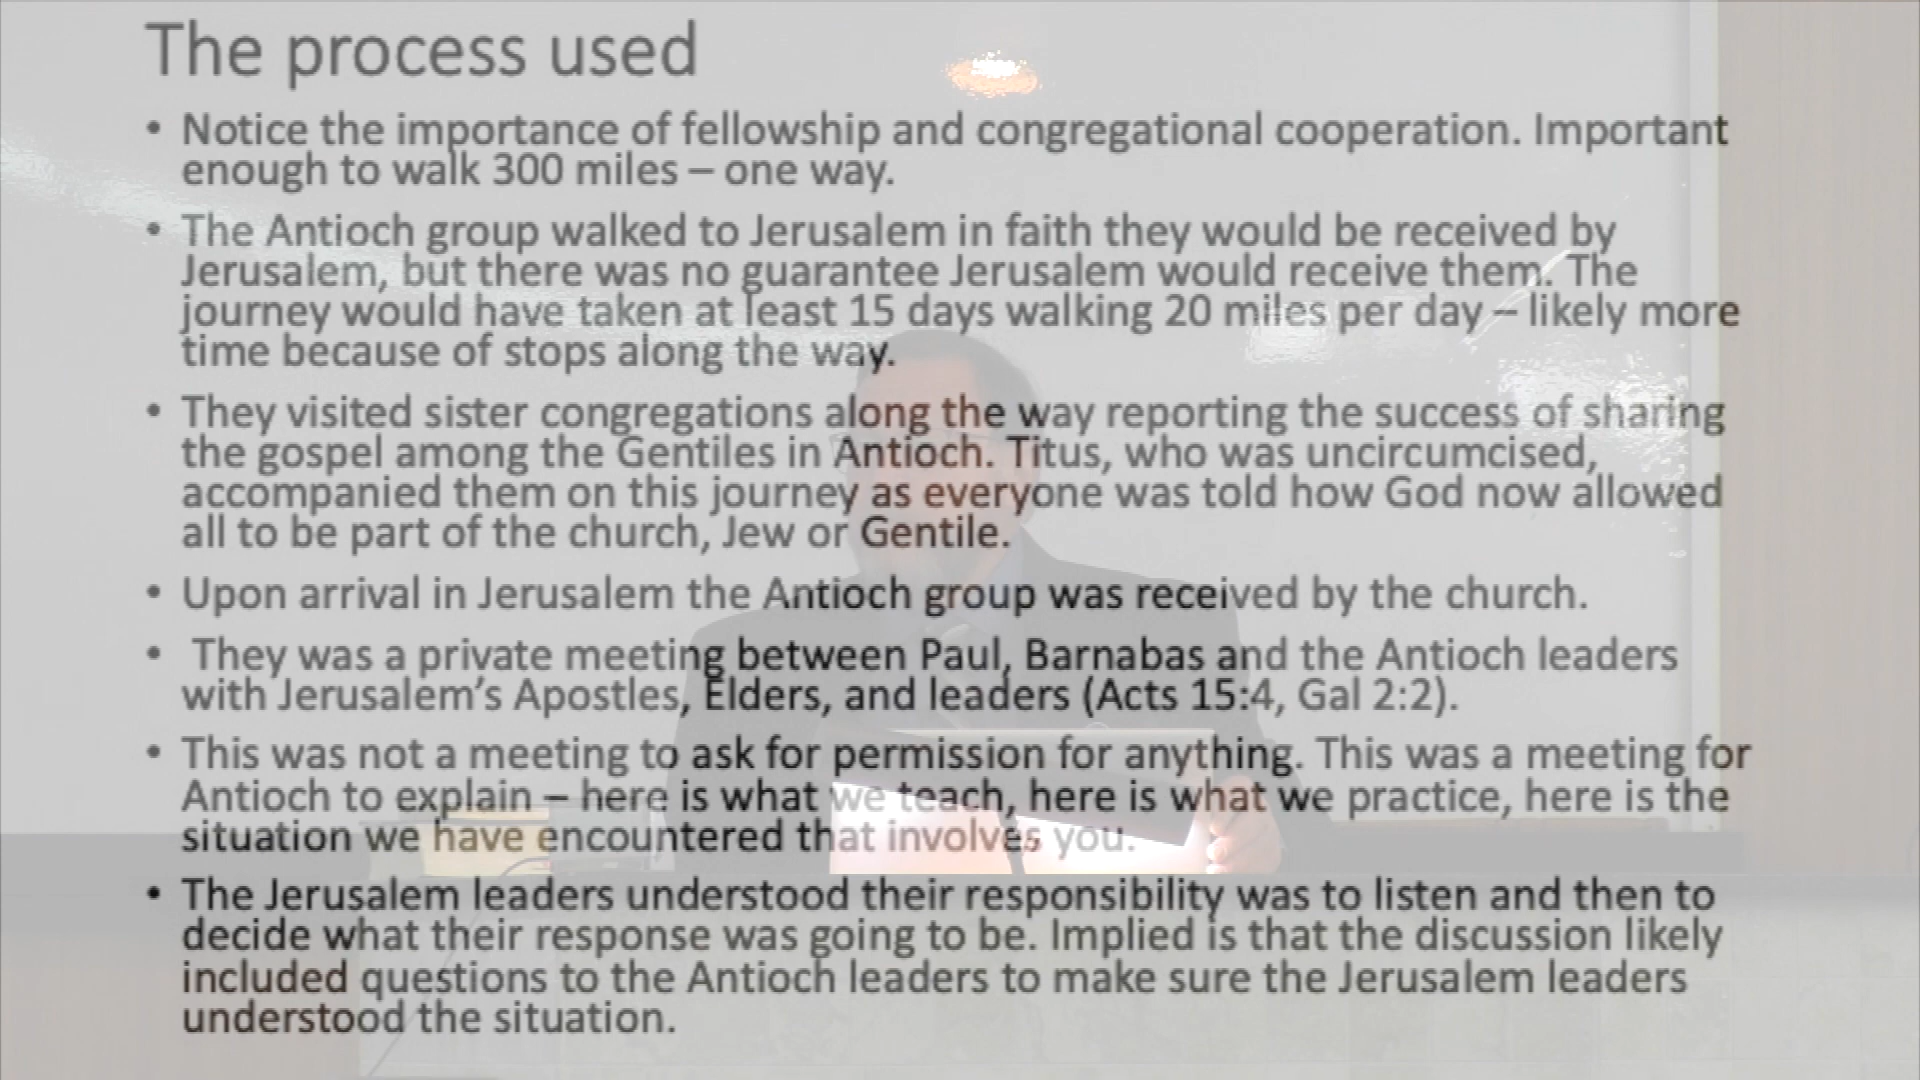 The process used
• Notice the importance of fellowship and congregational cooperation. Important
enough to walk 300 miles – one way.
• The Antioch group walked to Jerusalem in faith they would be received by
Jerusalem, but there was no guarantee Jerusalem would receive them. The
journey would have taken at least 15 days walking 20 miles per day – likely more
time because of stops along the way.
• They visited sister congregations along the way reporting the success of sharing
the gospel among the Gentiles in Antioch. Titus, who was uncircumcised,
accompanied them on this journey as everyone was told how God now allowed
all to be part of the church, Jew or Gentile.
• Upon arrival in Jerusalem the Antioch group was received by the church.
• They was a private meeting between Paul, Barnabas and the Antioch leaders
with Jerusalem’s Apostles, Elders, and leaders (Acts 15:4, Gal 2:2).
• This was not a meeting to ask for permission for anything. This was a meeting for
Antioch to explain – here is what we teach, here is what we practice, here is the
situation we have encountered that involves you.
• The Jerusalem leaders understood their responsibility was to listen and then to
decide what their response was going to be. Implied is that the discussion likely
included questions to the Antioch leaders to make sure the Jerusalem leaders
understood the situation.